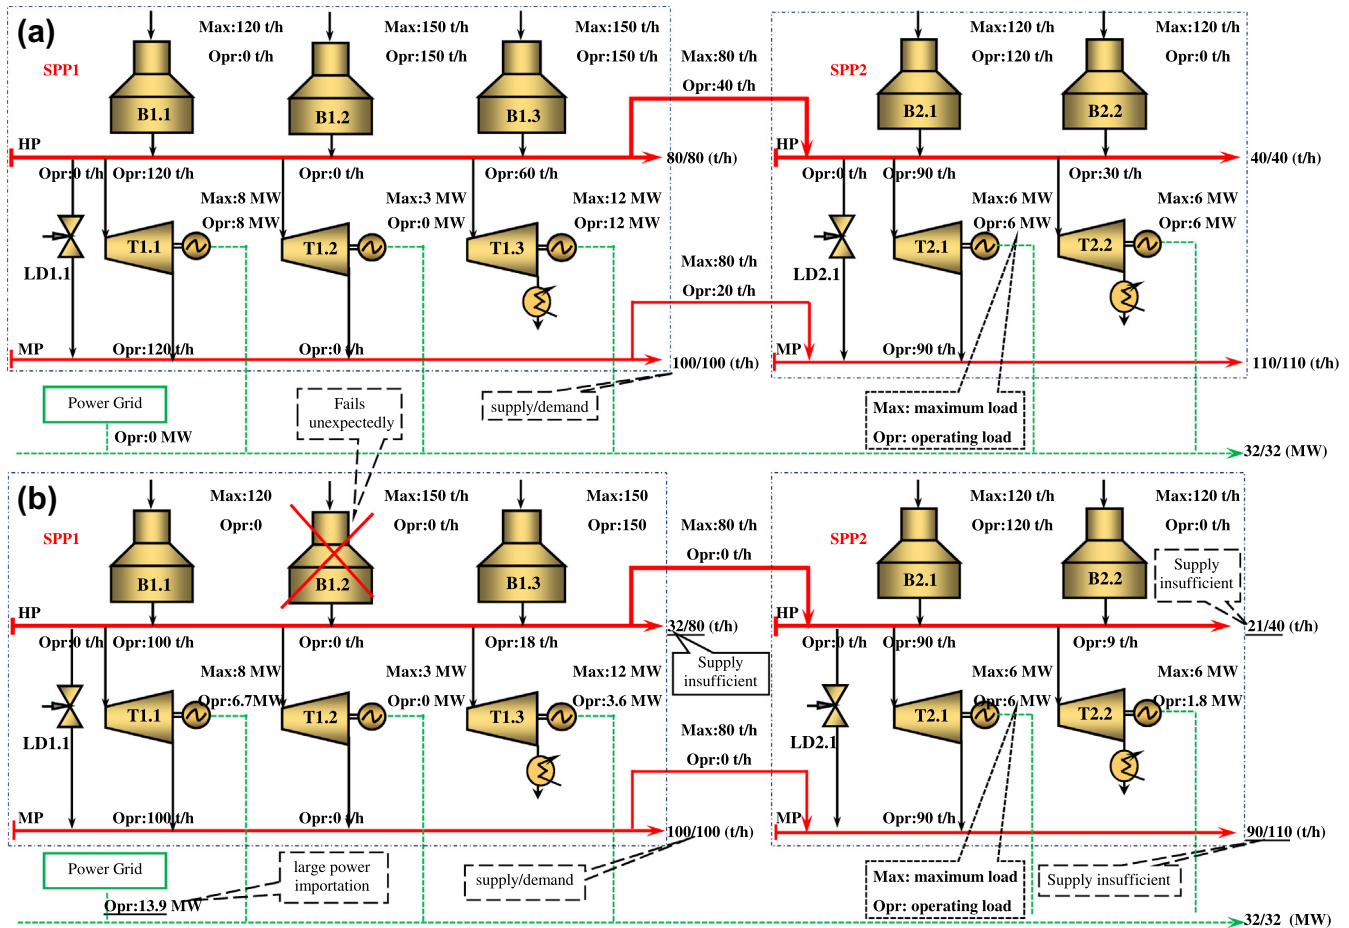 (a)
SPP1
Max:120 t/h
Opr:0 t/h
Max:150 t/h
Opr:150 t/h
Max:150 t/h
Opr:150 t/h
B1.1
B1.2
B1.3
Max:80 t/h
Opr:40 t/h
SPP2
Max:120 t/h
Opr:120 t/h
Max:120 t/h
Opr:0 t/h
B2.1
B2.2
HP
80/80 (t/h)
HP
40/40 (t/h)
Opr:0 t/h
Opr:120 t/h
Opr:0 t/h
Opr:60 t/h
Opr:0 t/h
Opr:90 t/h
Opr:30 t/h
Max:8 MW
Opr:8 MW
Max:3 MW
Opr:0 MW
Max:12 MW
Opr:12 MW
Max:6 MW
Opr:6 MW
Max:6 MW
Opr:6 MW
LD1.1
T1.1
T1.2
T1.3
LD2.1
T2.1
T2.2
Max:80 t/h
Opr:20 t/h
MP
Opr:120 t/h
Opr:0 t/h
100/100 (t/h)
MP
Opr:90 t/h
110/110 (t/h)
Power Grid
Opr:0 MW
Fails
unexpectedly
supply/demand
Max: maximum load
Opr: operating load
32/32 (MW)
(b)
SPP1
Max:120
Opr:0
Max:150 t/h
Opr:0 t/h
Max:150
Opr:150
B1.1
B1.2
B1.3
Max:80 t/h
Opr:0 t/h
SPP2
Max:120 t/h
Opr:120 t/h
Max:120 t/h
Opr:0 t/h
B2.1
B2.2
Supply
insufficient
HP
32/80 (t/h)
HP
21/40 (t/h)
Opr:0 t/h
Opr:100 t/h
Opr:0 t/h
Opr:18 t/h
Supply
insufficient
Opr:0 t/h
Opr:90 t/h
Opr:9 t/h
Max:8 MW
Opr:6.7MW
Max:3 MW
Opr:0 MW
Max:12 MW
Opr:3.6 MW
Max:6 MW
Opr:6 MW
Max:6 MW
Opr:1.8 MW
LD1.1
T1.1
T1.2
T1.3
LD2.1
T2.1
T2.2
Max:80 t/h
Opr:0 t/h
MP
Opr:100 t/h
Opr:0 t/h
100/100 (t/h)
MP
Opr:90 t/h
90/110 (t/h)
Power Grid
Opr:13.9 MW
large power
importation
supply/demand
Max: maximum load
Opr: operating load
Supply insufficient
32/32 (MW)